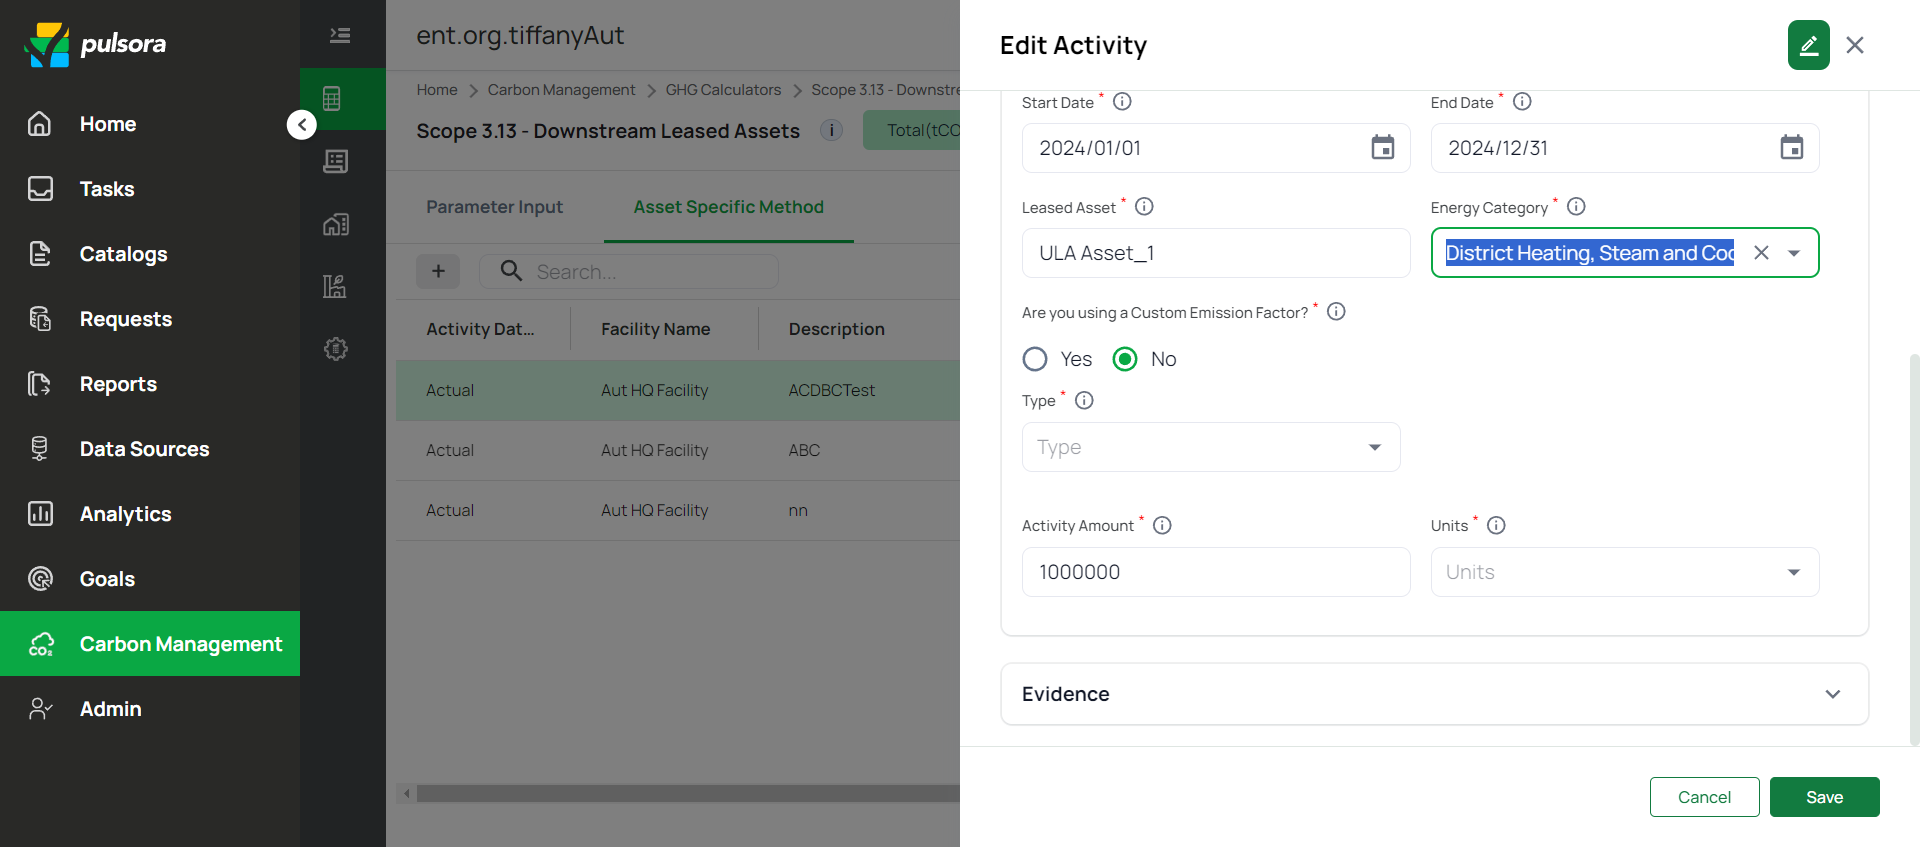 pulsora
Home
Tasks
Catalogs
Requests
Reports
Data Sources
Analytics
Goals
Carbon Management
Admin
ent.org.tiffanyAut
Home > Carbon Management > GHG Calculators > Scope 3.13 - Downstre
Scope 3.13 - Downstream Leased Assets
Total(tCC
Parameter Input
Asset Specific Method
+
Search...
Activity Dat...
Facility Name
Description
Actual
Aut HQ Facility
ACDBCTest
Actual
Aut HQ Facility
ABC
Actual
Aut HQ Facility
nn
Edit Activity
Start Date *
End Date *
2024/01/01
2024/12/31
Leased Asset *
Energy Category *
ULA Asset_1
District Heating, Steam and Coo
Are you using a Custom Emission Factor? *
Yes
No
Type *
Type
Activity Amount *
Units *
1000000
Units
Evidence
Cancel
Save